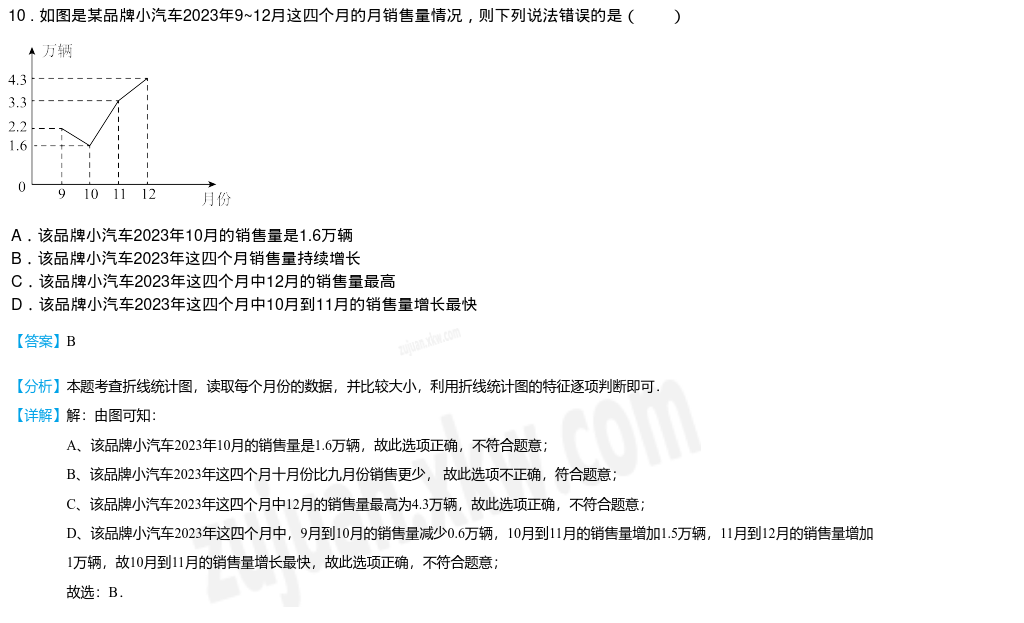 10．如图是某品牌小汽车2023年9~12月这四个月的月销售量情况，则下列说法错误的是（　　）
万辆
4.3
3.3
2.2
1.6
0
9 10 11 12
月份
A．该品牌小汽车2023年10月的销售量是1.6万辆
B．该品牌小汽车2023年这四个月销售量持续增长
C．该品牌小汽车2023年这四个月中12月的销售量最高
D．该品牌小汽车2023年这四个月中10月到11月的销售量增长最快
【答案】B
zujuan.xkw.com
【分析】本题考查折线统计图，读取每个月份的数据，并比较大小，利用折线统计图的特征逐项判断即可．
【详解】解：由图可知：
A、该品牌小汽车2023年10月的销售量是1.6万辆，故此选项正确，不符合题意；
B、该品牌小汽车2023年这四个月十月份比九月份销售更少， 故此选项不正确，符合题意；
C、该品牌小汽车2023年这四个月中12月的销售量最高为4.3万辆，故此选项正确，不符合题意；
D、该品牌小汽车2023年这四个月中，9月到10月的销售量减少0.6万辆，10月到11月的销售量增加1.5万辆，11月到12月的销售量增加
1万辆，故10月到11月的销售量增长最快，故此选项正确，不符合题意；
故选：B．
zujuan.xkw.com